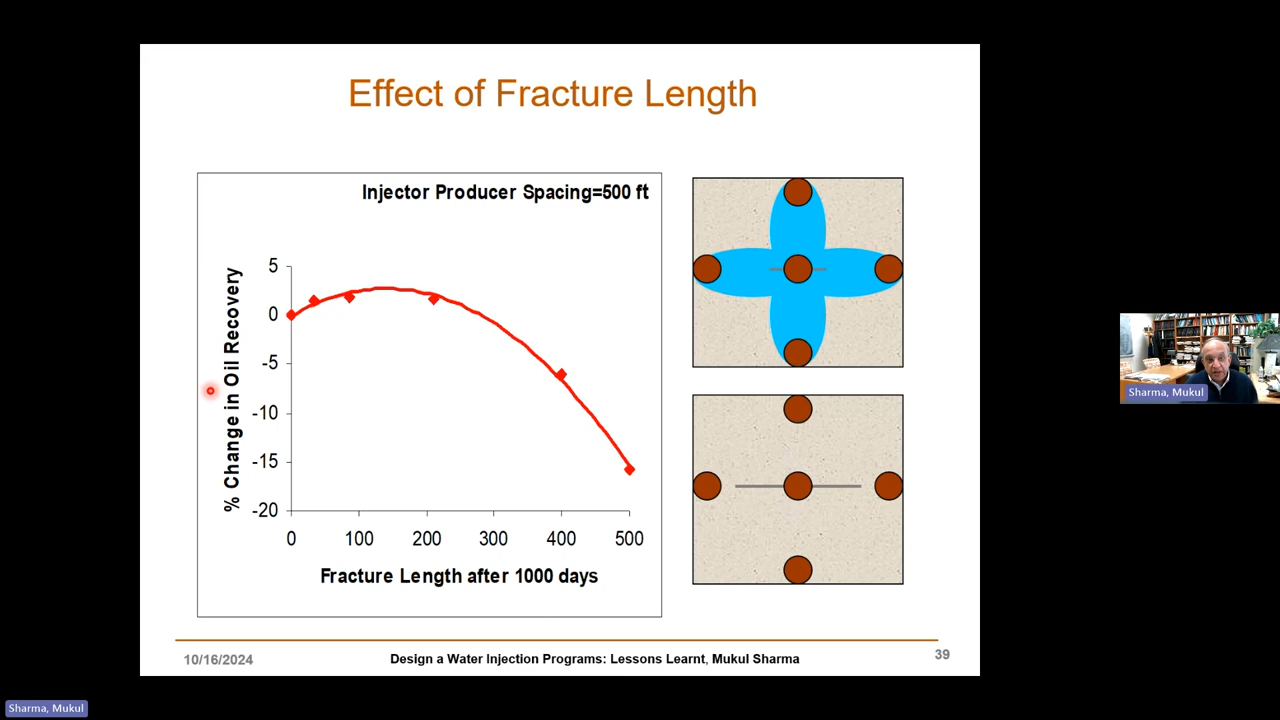 Effect of Fracture Length
Injector Producer Spacing=500 ft
% Change in Oil Recovery
5
0
-5
-10
-15
-20
0 100 200 300 400 500
Fracture Length after 1000 days
Sharma, Mukul
10/16/2024
Design a Water Injection Programs: Lessons Learnt, Mukul Sharma
39
Sharma, Mukul